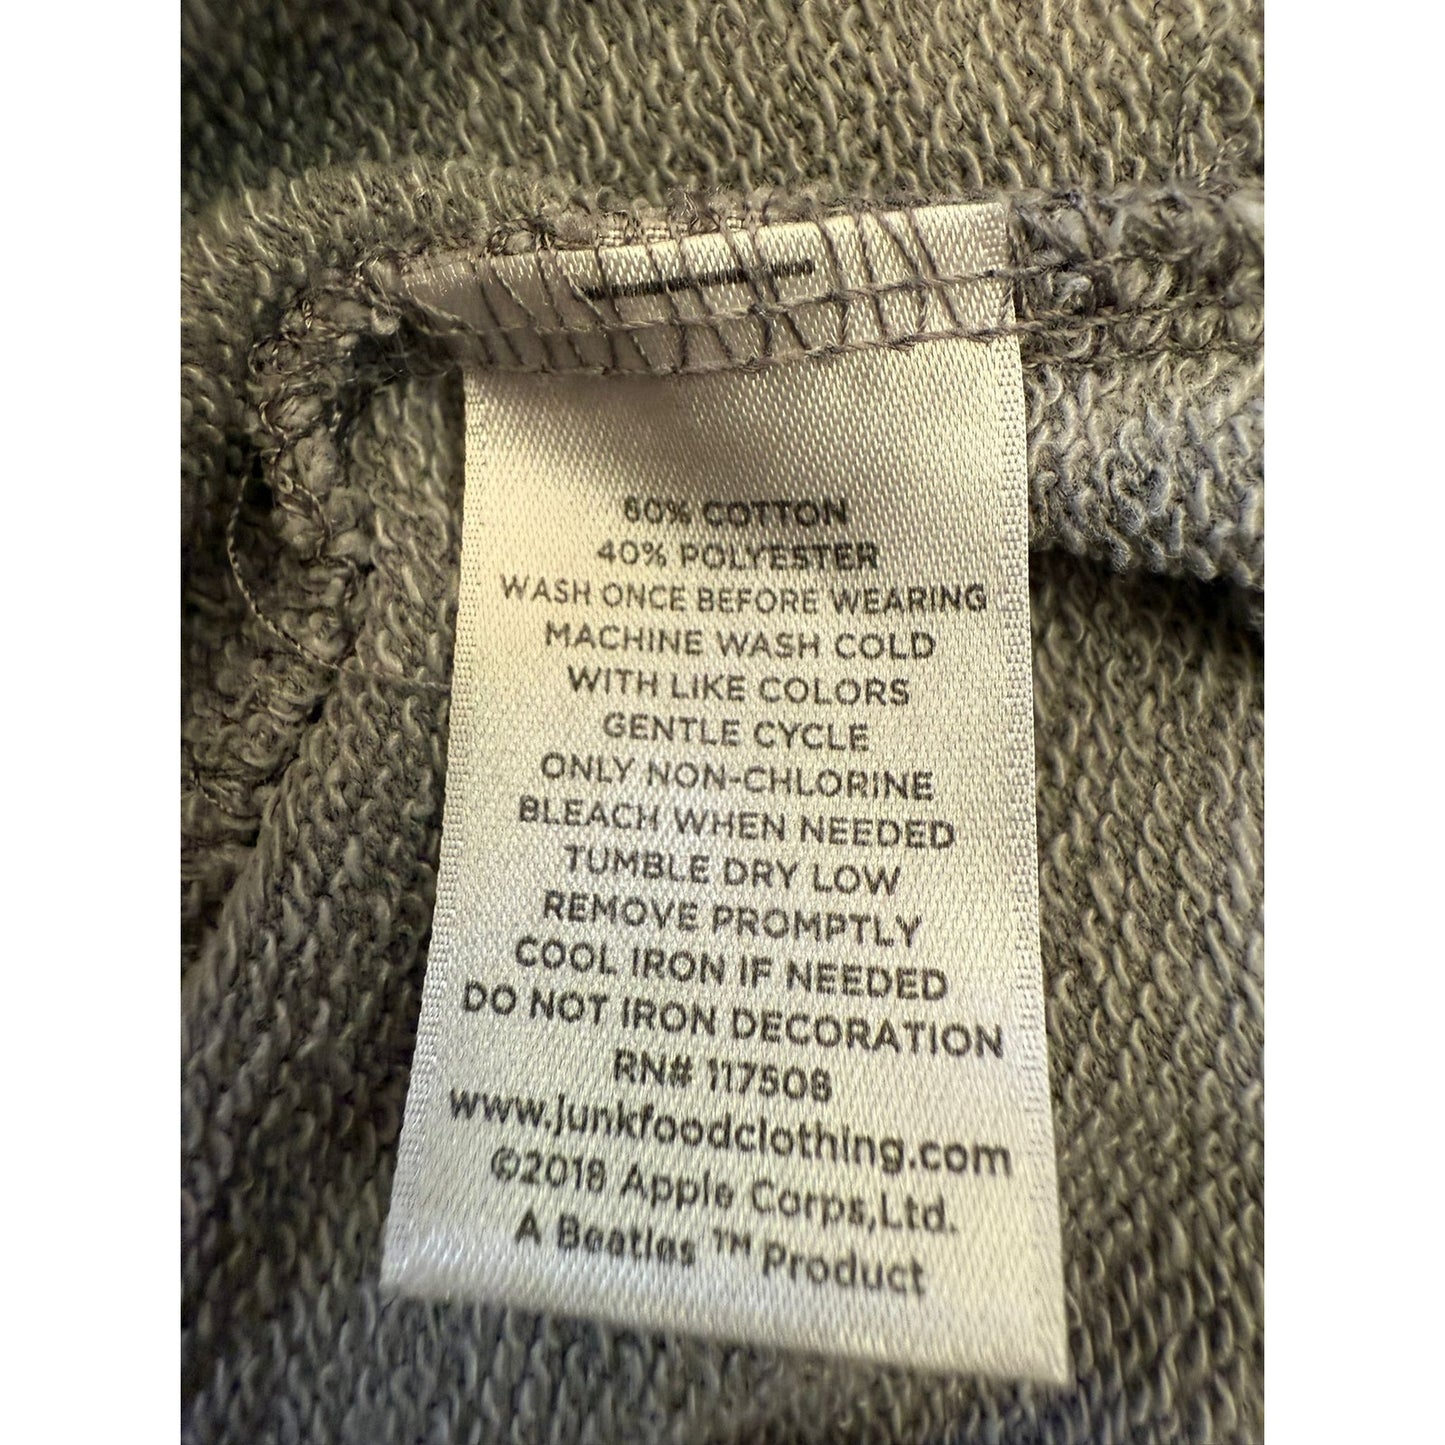 60% COTTON
40% POLYESTER
WASH ONCE BEFORE WEARING
MACHINE WASH COLD
WITH LIKE COLORS
GENTLE CYCLE
ONLY NON-CHLORINE
BLEACH WHEN NEEDED
TUMBLE DRY LOW
REMOVE PROMPTLY
COOL IRON IF NEEDED
DO NOT IRON DECORATION
RN# 117508
www.junkfoodclothing.com
©2018 Apple Corps,Ltd.
A Beatles ™ Product